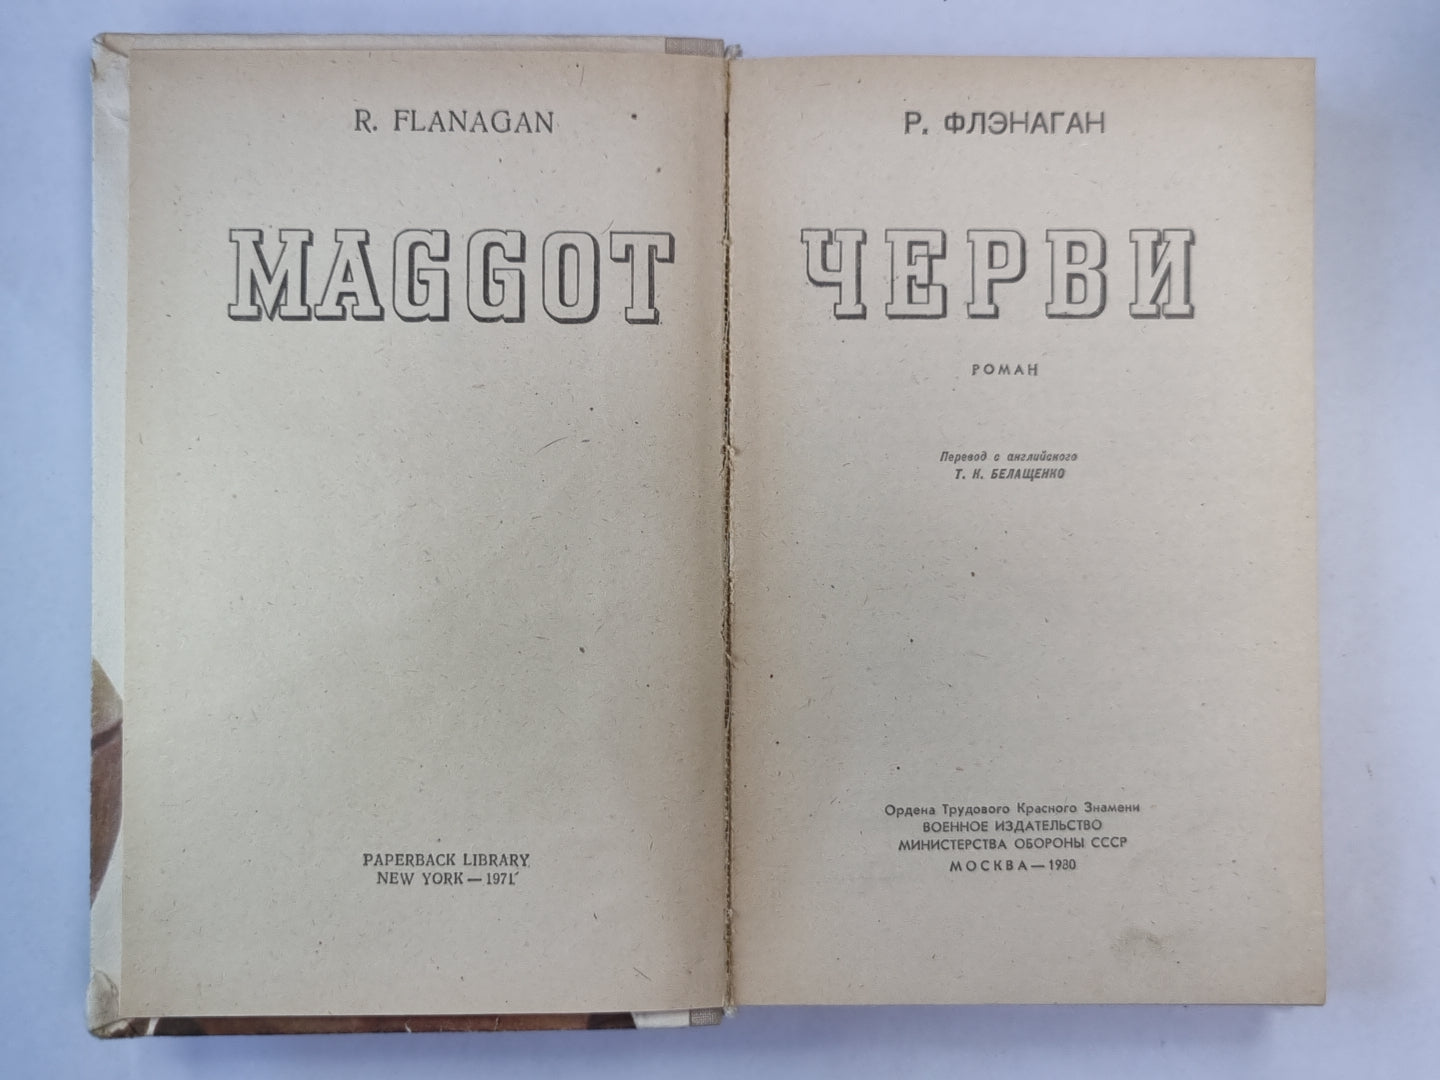 R. FLANAGAN
MAGGOT
PAPERBACK LIBRARY
NEW YORK — 1971
Р. ФЛЭНАГАН
ЧЕРВИ
РОМАН
Перевод с английского
Т. Н. БЕЛАЩЕНКО
Ордена Трудового Красного Знамени
ВОЕННОЕ ИЗДАТЕЛЬСТВО
МИНИСТЕРСТВА ОБОРОНЫ СССР
МОСКВА — 1980